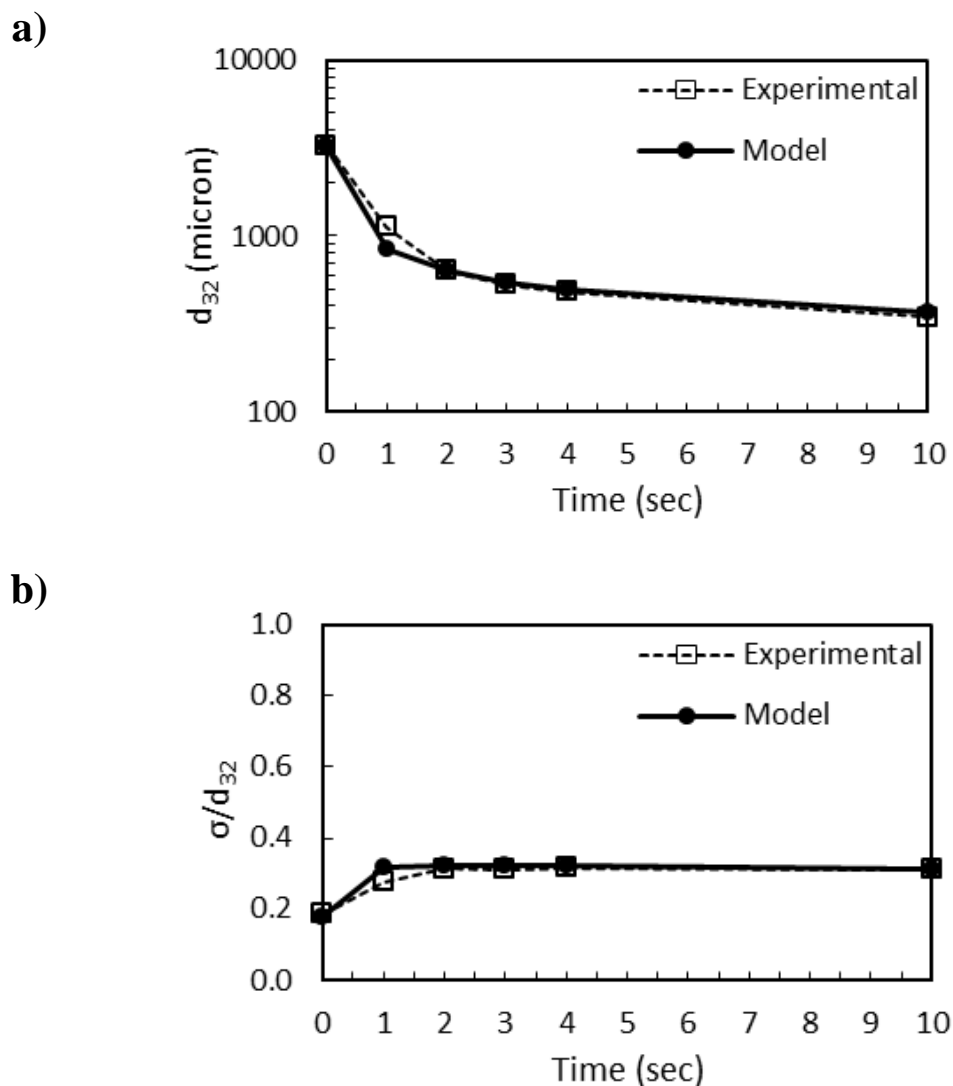 a)
10000
1000
100
d32 (micron)
Experimental
Model
0 1 2 3 4 5 6 7 8 9 10
Time (sec)
b)
1.0
0.8
0.6
0.4
0.2
0.0
σ/d32
Experimental
Model
0 1 2 3 4 5 6 7 8 9 10
Time (sec)